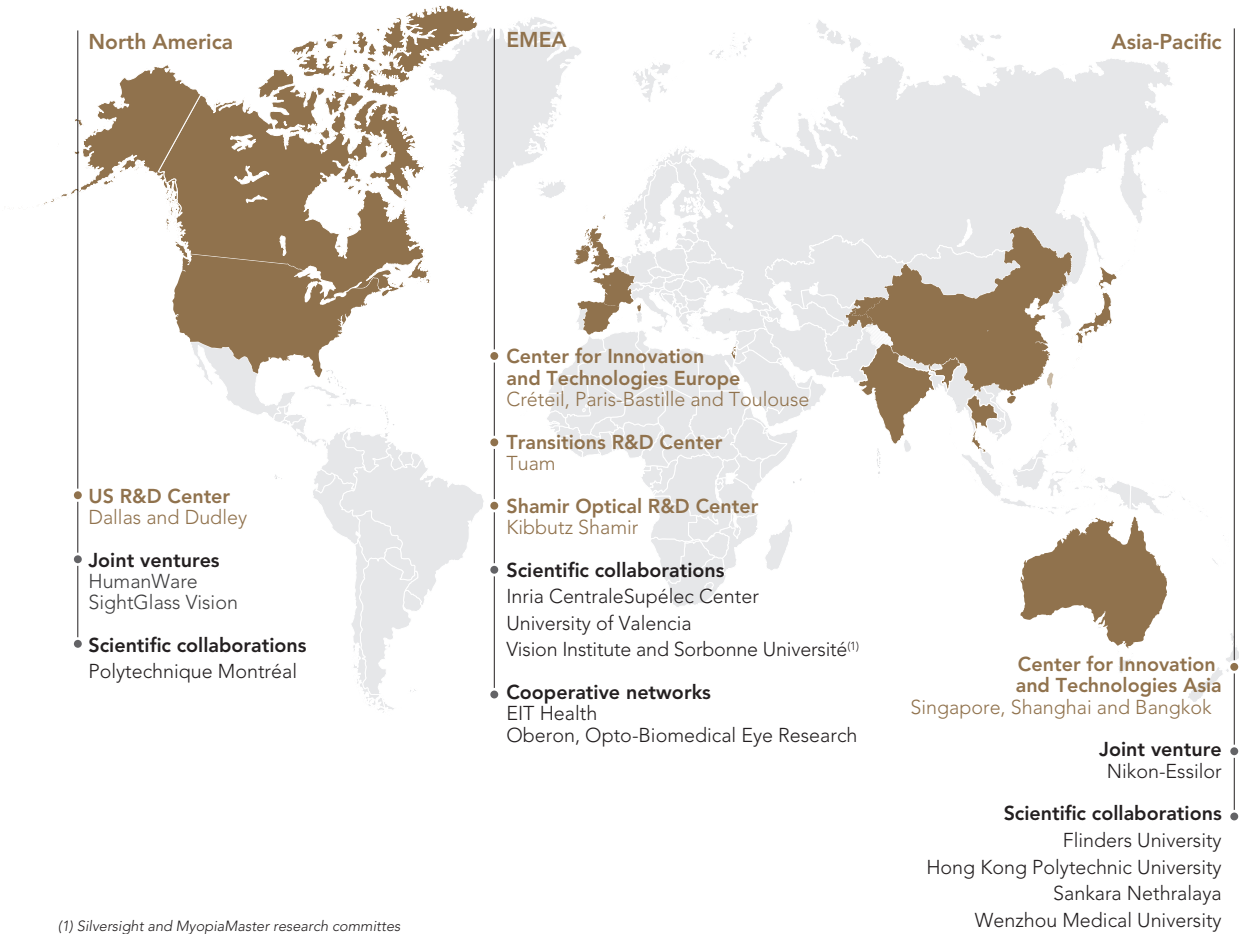 North America
US R&D Center
Dallas and Dudley
Joint ventures
HumanWare
SightGlass Vision
Scientific collaborations
Polytechnique Montréal
EMEA
Center for Innovation
and Technologies Europe
Créteil, Paris-Bastille and Toulouse
Transitions R&D Center
Tuam
Shamir Optical R&D Center
Kibbutz Shamir
Scientific collaborations
Inria CentraleSupélec Center
University of Valencia
Vision Institute and Sorbonne Université(1)
Cooperative networks
EIT Health
Oberon, Opto-Biomedical Eye Research
Asia-Pacific
Center for Innovation
and Technologies Asia
Singapore, Shanghai and Bangkok
Joint venture
Nikon-Essilor
Scientific collaborations
Flinders University
Hong Kong Polytechnic University
Sankara Nethralaya
Wenzhou Medical University
(1) Silversight and MyopiaMaster research committes